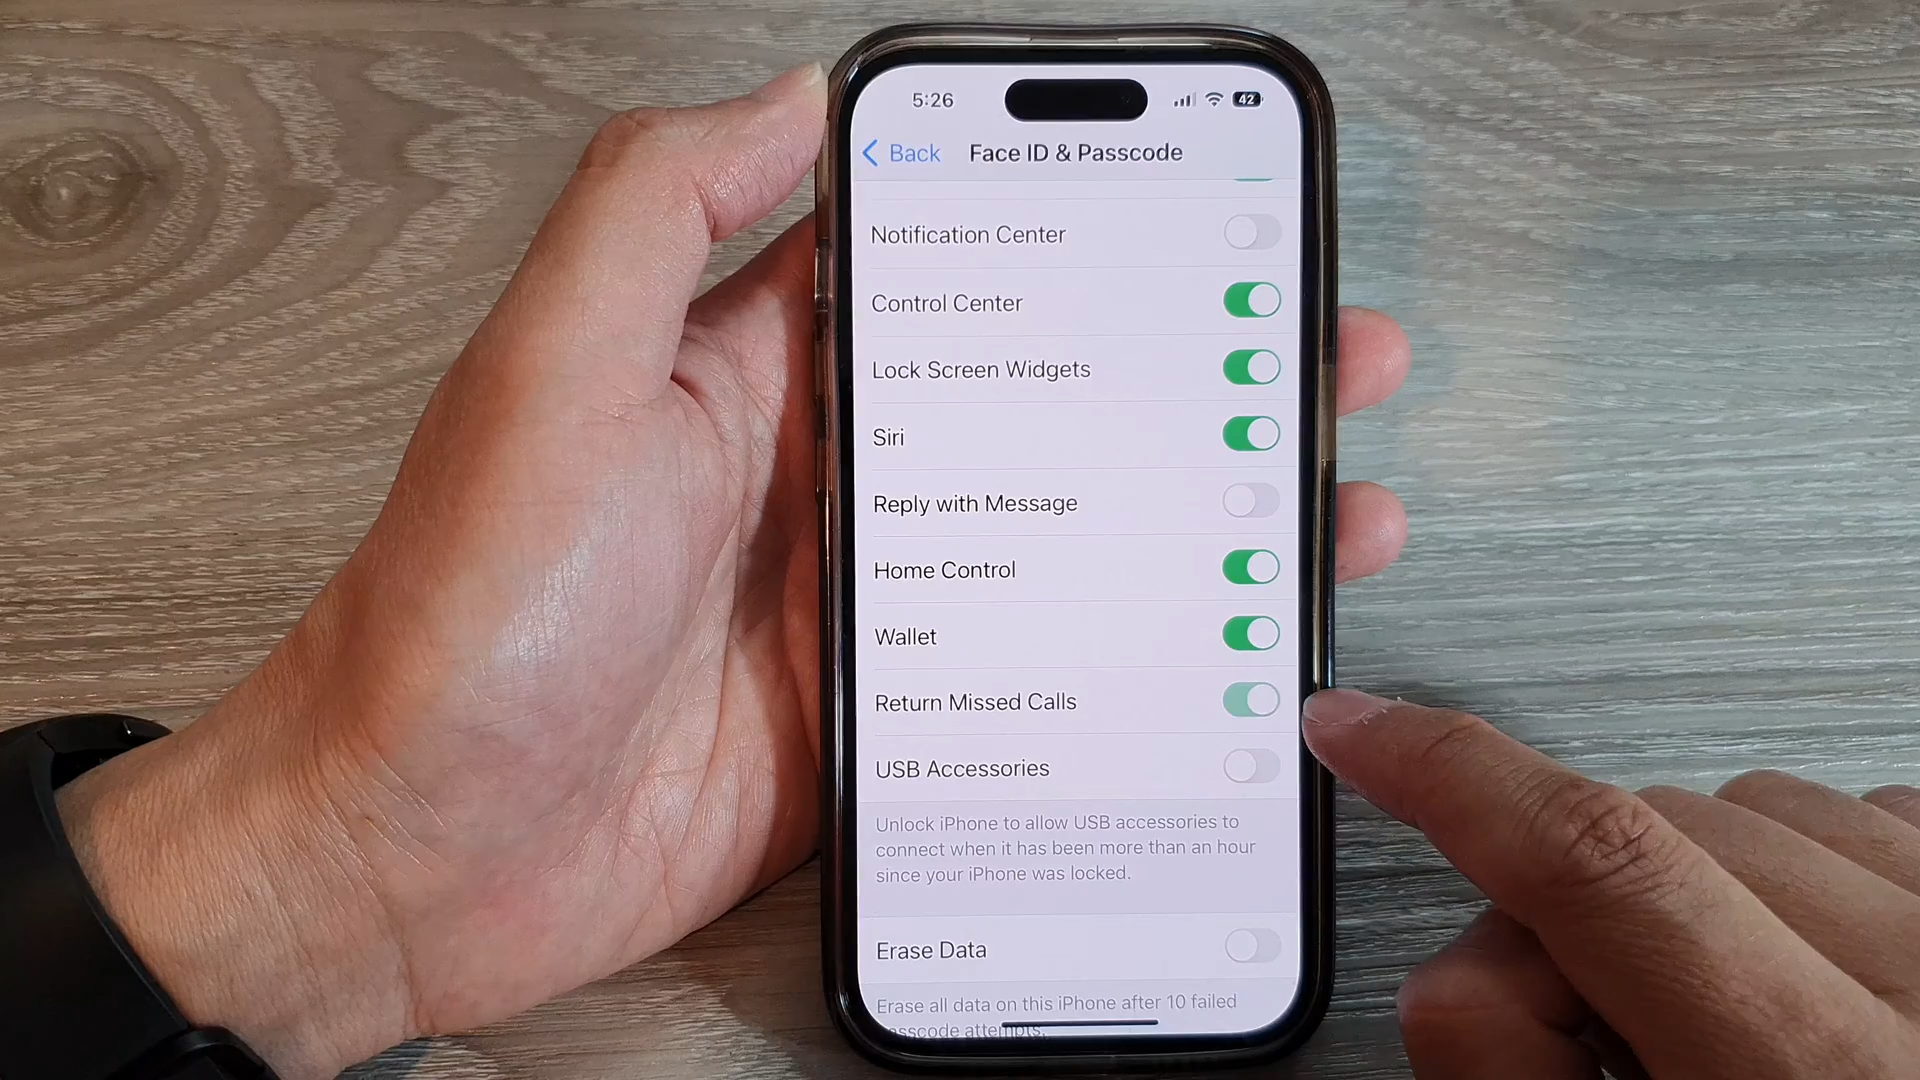 5:26
42
Back
Face ID & Passcode
Notification Center
Control Center
Lock Screen Widgets
Siri
Reply with Message
Home Control
Wallet
Return Missed Calls
USB Accessories
Unlock iPhone to allow USB accessories to
connect when it has been more than an hour
since your iPhone was locked.
Erase Data
Erase all data on this iPhone after 10 failed
passcode attempts.